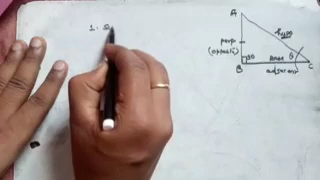 1. s
A
hypo
perp
(opposite)
90
Base θ
B C
adjacent